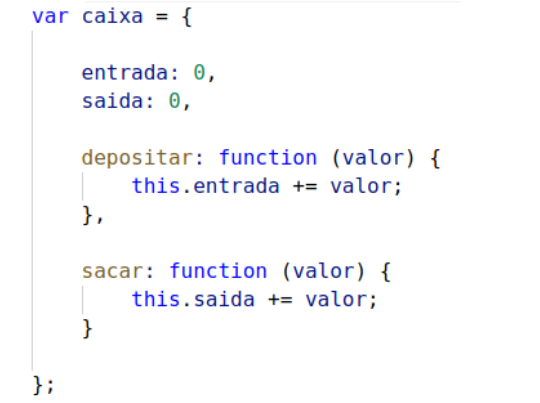 var caixa = {
entrada: 0,
saida: 0,
depositar: function (valor) {
this.entrada += valor;
},
sacar: function (valor) {
this.saida += valor;
}
};